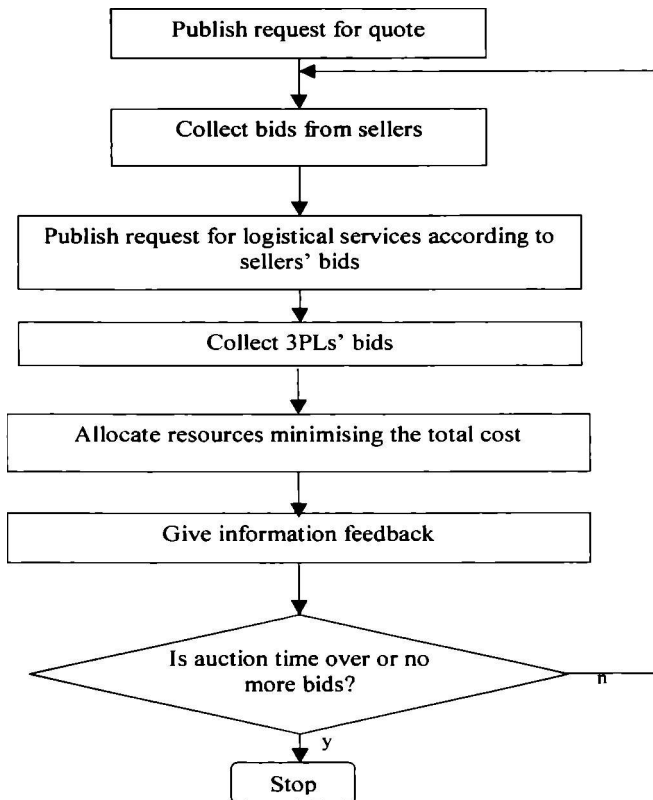 Publish request for quote
Collect bids from sellers
Publish request for logistical services according to
sellers’ bids
Collect 3PLs’ bids
Allocate resources minimising the total cost
Give information feedback
Is auction time over or no
more bids?
n
y
Stop